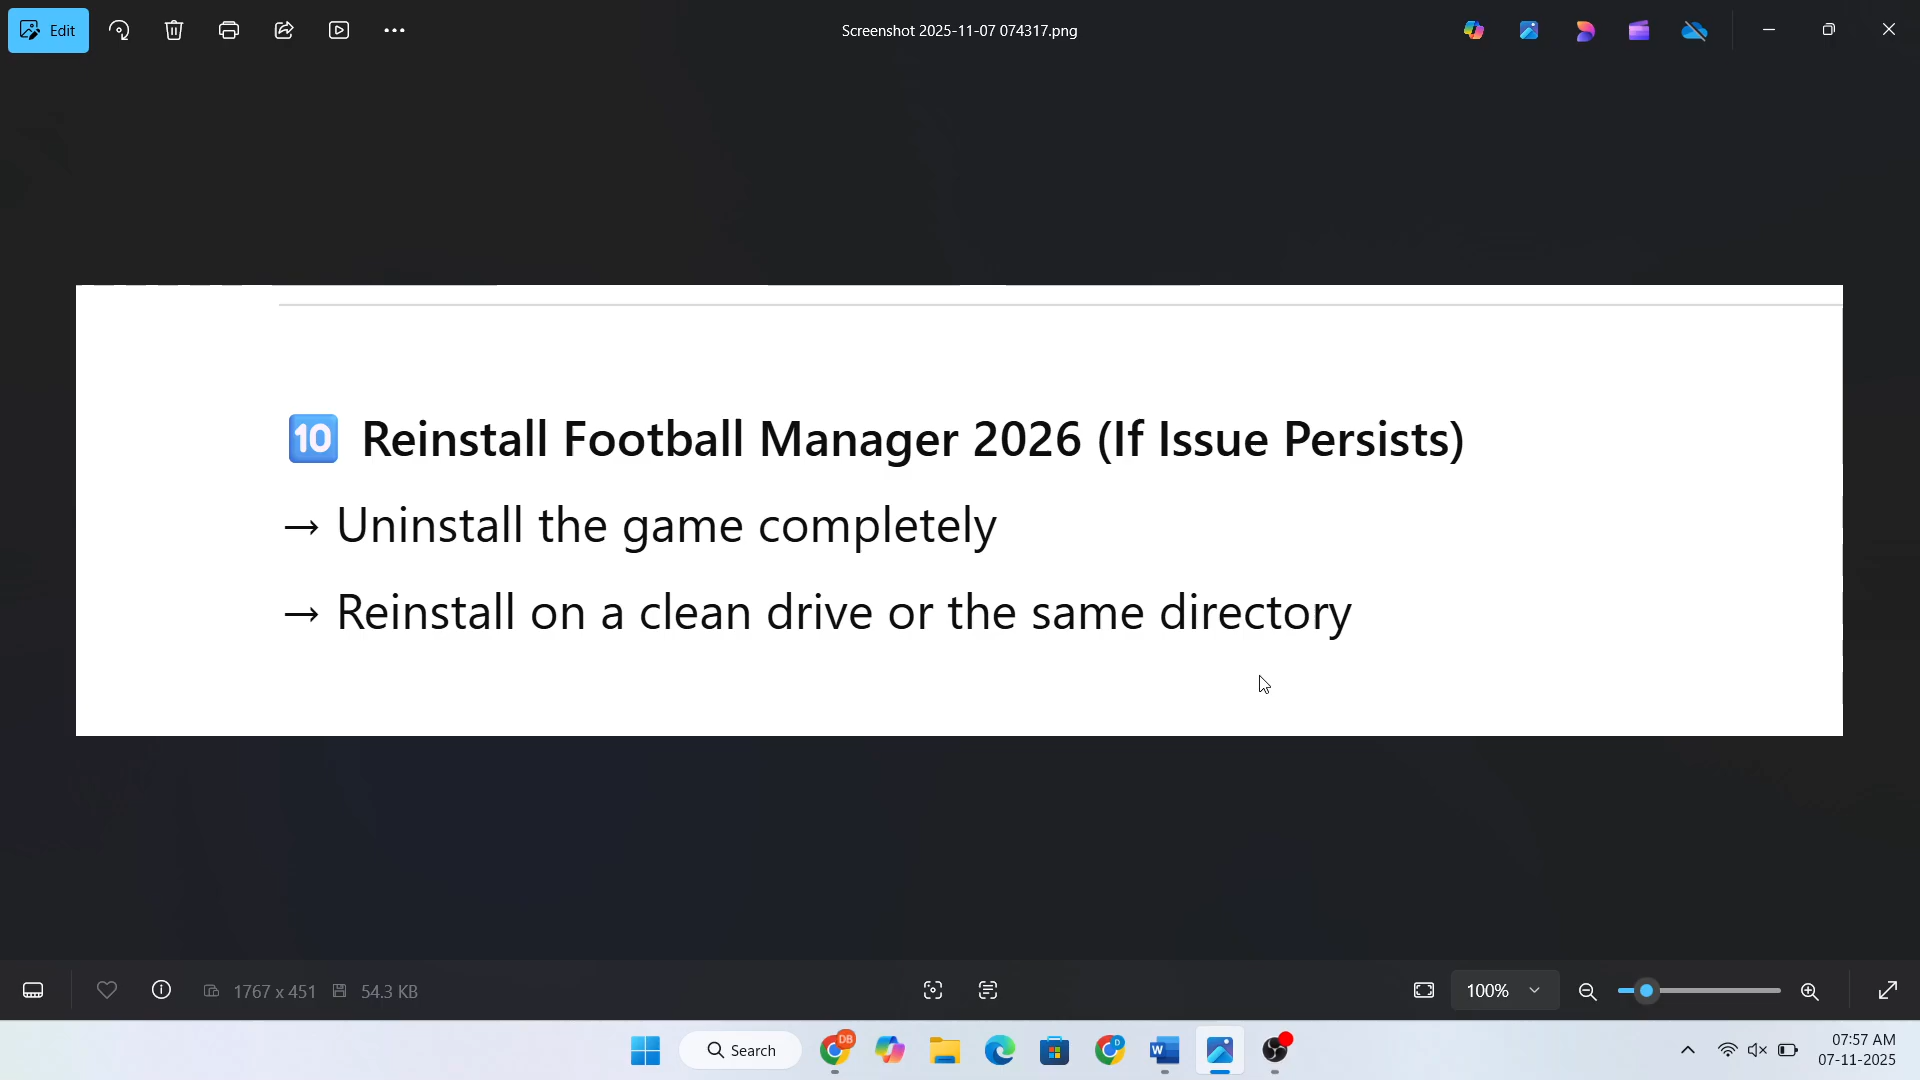 Edit
Screenshot 2025-11-07 074317.png
🔟 Reinstall Football Manager 2026 (If Issue Persists)
→ Uninstall the game completely
→ Reinstall on a clean drive or the same directory
1767 x 451
54.3 KB
100%
Search
DB
D
W
07:57 AM
07-11-2025